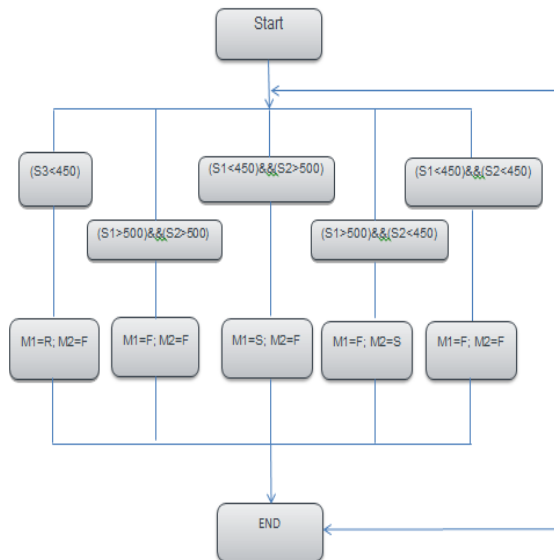 Start
(S3<450)
(S1<450)&&(S2>500)
(S1<450)&&(S2<450)
(S1>500)&&(S2>500)
(S1>500)&&(S2<450)
M1=R; M2=F
M1=F; M2=F
M1=S; M2=F
M1=F; M2=S
M1=F; M2=F
END